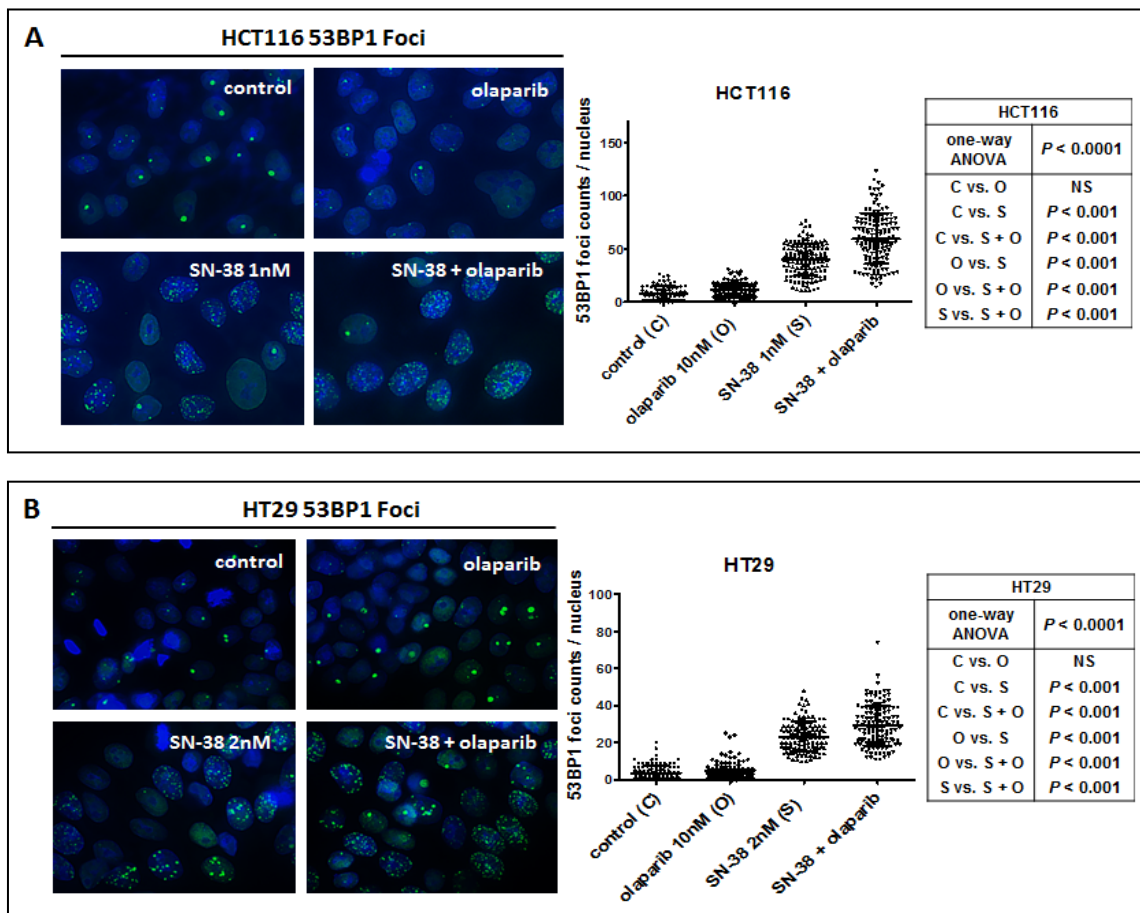 A
HCT116 53BP1 Foci
control
olaparib
SN-38 1nM
SN-38 + olaparib
HCT116
53BP1 foci counts / nucleus
150
100
50
0
control (C)
olaparib 10nM (O)
SN-38 1nM (S)
SN-38 + olaparib
HCT116
one-way
ANOVA
P < 0.0001
C vs. O NS
C vs. S P < 0.001
C vs. S + O P < 0.001
O vs. S P < 0.001
O vs. S + O P < 0.001
S vs. S + O P < 0.001
B
HT29 53BP1 Foci
control
olaparib
SN-38 2nM
SN-38 + olaparib
HT29
53BP1 foci counts / nucleus
100
80
60
40
20
0
control (C)
olaparib 10nM (O)
SN-38 2nM (S)
SN-38 + olaparib
HT29
one-way
ANOVA
P < 0.0001
C vs. O NS
C vs. S P < 0.001
C vs. S + O P < 0.001
O vs. S P < 0.001
O vs. S + O P < 0.001
S vs. S + O P < 0.001